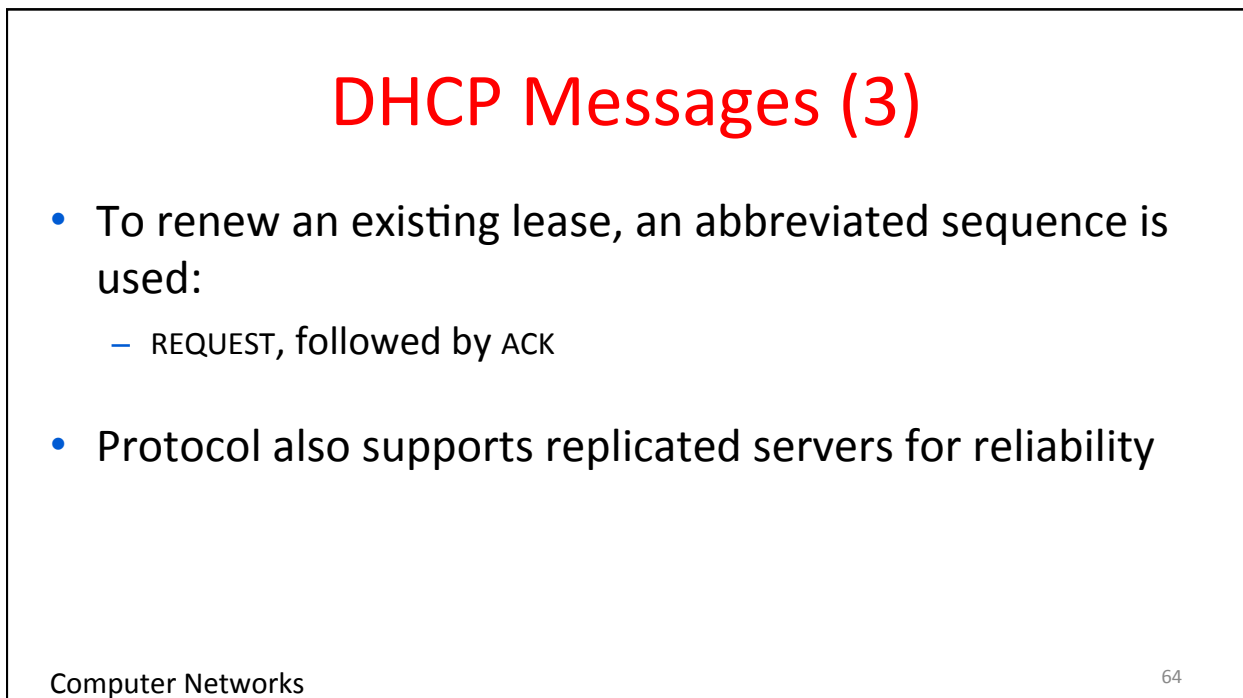 DHCP Messages (3)
• To renew an existing lease, an abbreviated sequence is
used:
– REQUEST, followed by ACK
• Protocol also supports replicated servers for reliability
Computer Networks
64